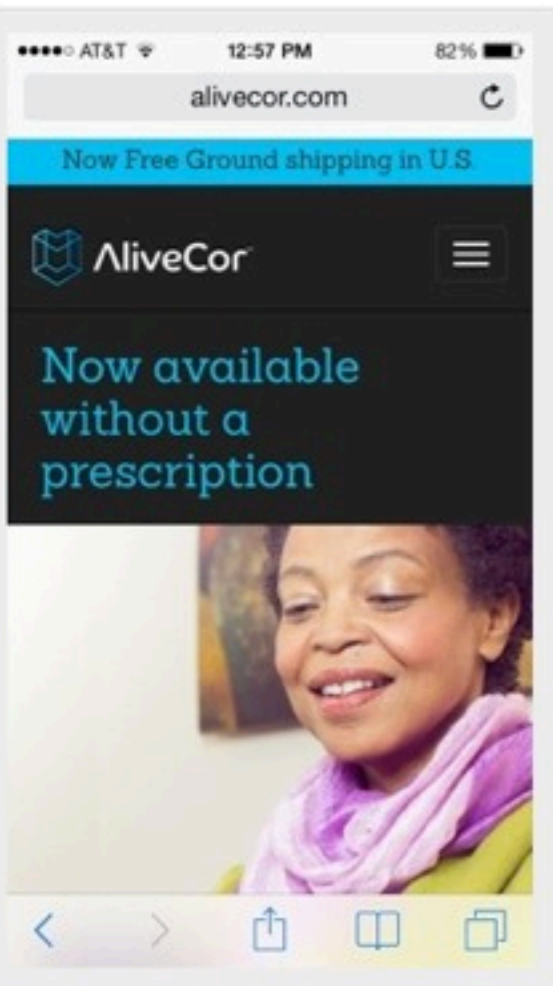 AT&T 12:57 PM 82%
alivecor.com
Now Free Ground shipping in U.S.
AliveCor
Now available
without a
prescription